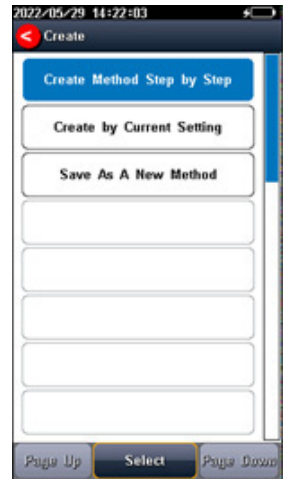 2022/05/29 14:22:03
Create
Create Method Step by Step
Create by Current Setting
Save As A New Method
Page Up Select Page Down